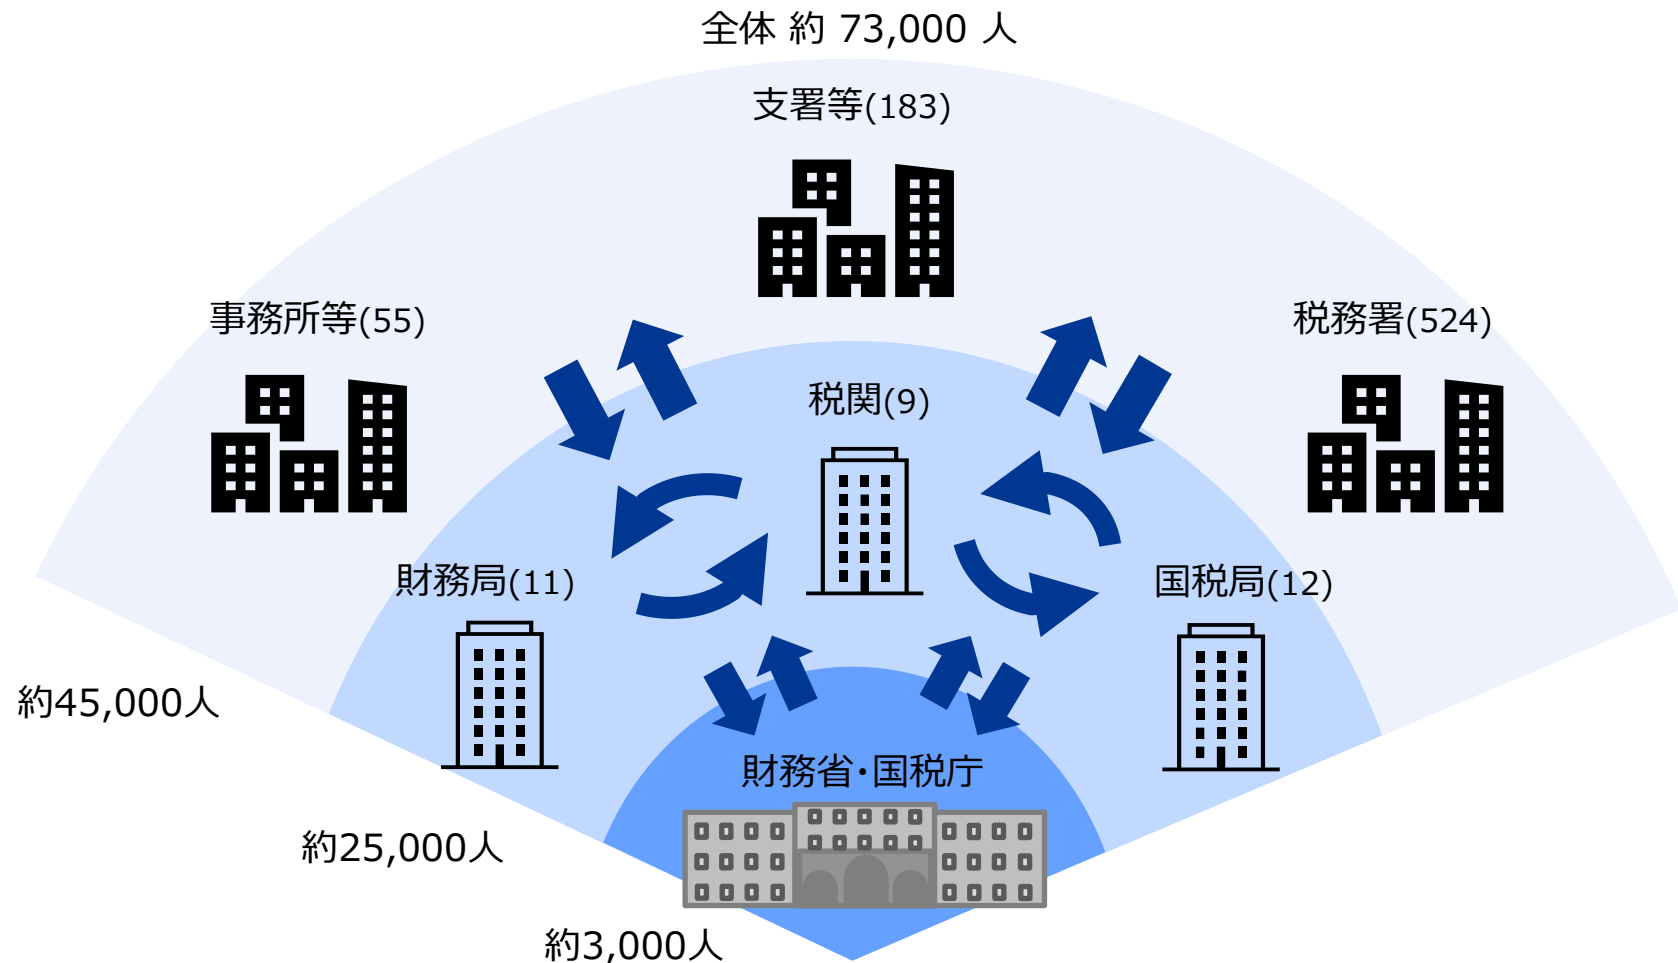 全体 約 73,000 人
支署等(183)
事務所等(55)
税務署(524)
税関(9)
財務局(11)
国税局(12)
約45,000人
財務省・国税庁
約25,000人
約3,000人